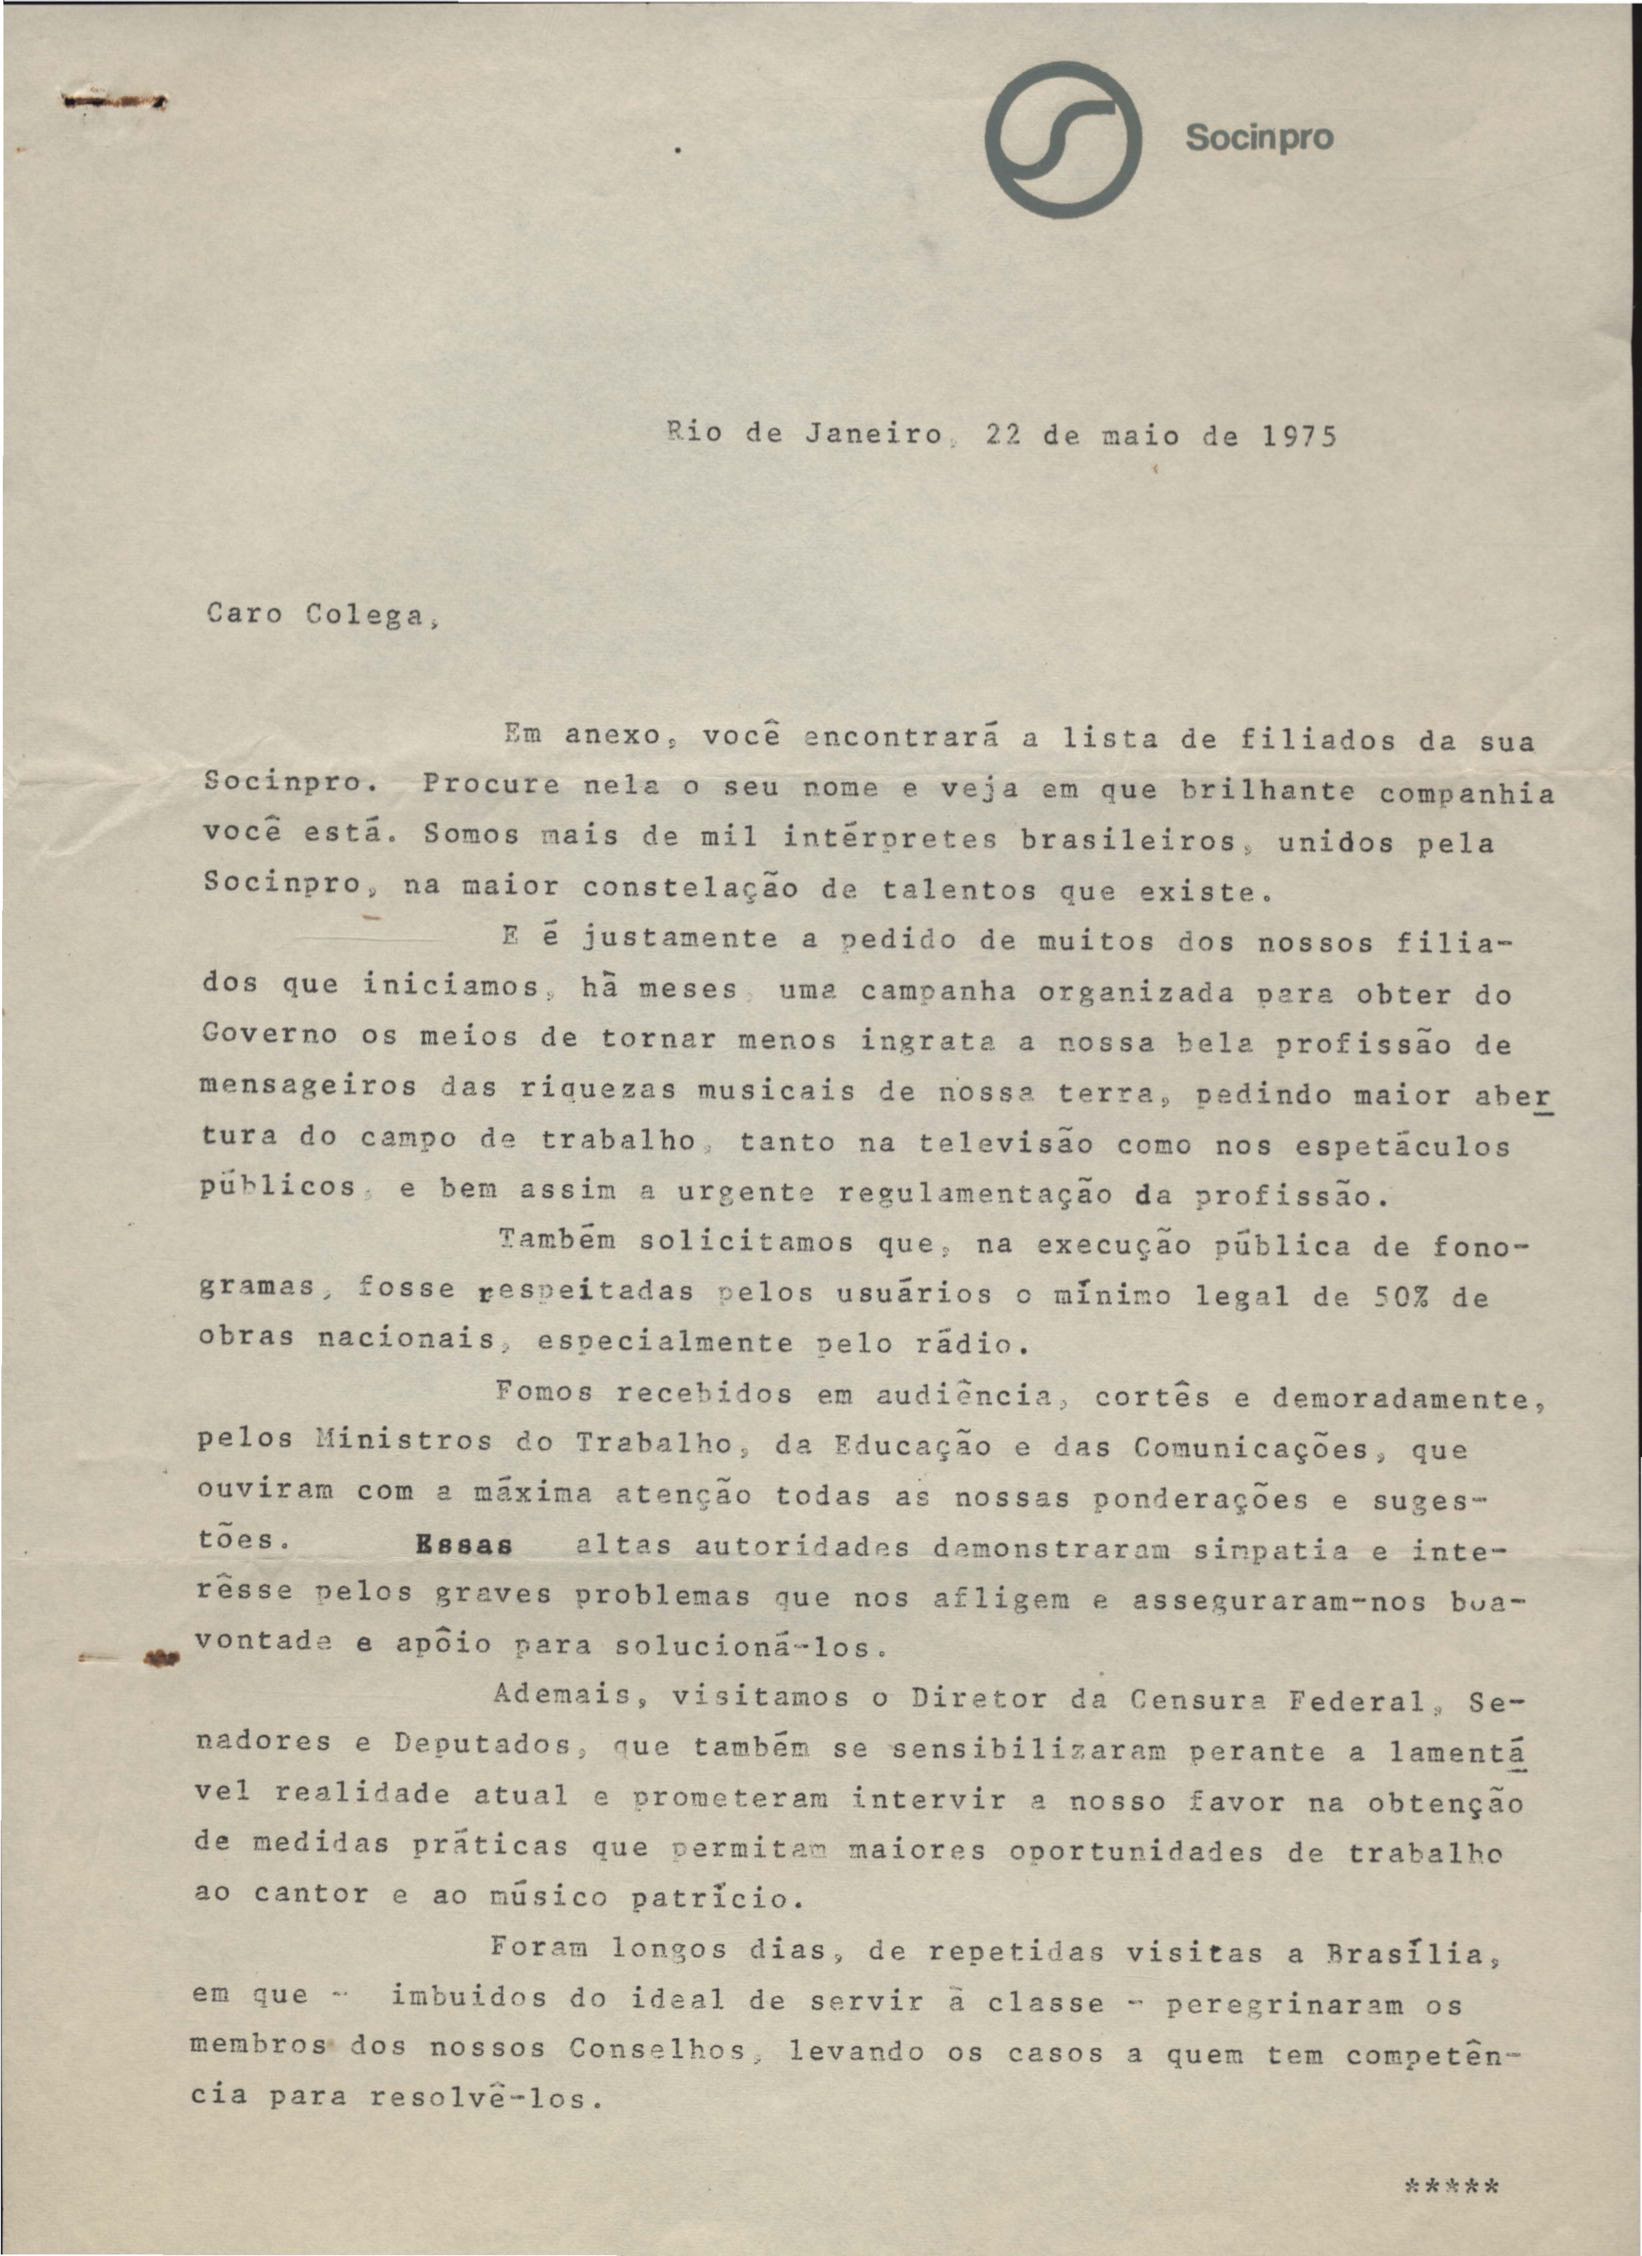 Socinpro
Rio de Janeiro, 22 de maio de 1975
Caro Colega,
Em anexo, você encontrará a lista de filiados da sua
Socinpro. Procure nela o seu nome e veja em que brilhante companhia
você está. Somos mais de mil intérpretes brasileiros, unidos pela
Socinpro, na maior constelação de talentos que existe.
E é justamente a pedido de muitos dos nossos filia-
dos que iniciamos, há meses, uma campanha organizada para obter do
Governo os meios de tornar menos ingrata a nossa bela profissão de
mensageiros das riquezas musicais de nossa terra, pedindo maior aber
tura do campo de trabalho, tanto na televisão como nos espetáculos
públicos, e bem assim a urgente regulamentação da profissão.
Também solicitamos que, na execução pública de fono-
gramas, fosse respeitadas pelos usuários o mínimo legal de 50% de
obras nacionais, especialmente pelo rádio.
Fomos recebidos em audiência, cortês e demoradamente,
pelos Ministros do Trabalho, da Educação e das Comunicações, que
ouviram com a máxima atenção todas as nossas ponderações e suges-
tões. Essas altas autoridades demonstraram simpatia e inte-
rêsse pelos graves problemas que nos afligem e asseguraram-nos boa-
vontade e apôio para solucioná-los.
Ademais, visitamos o Diretor da Censura Federal, Se-
nadores e Deputados, que também se sensibilizaram perante a lamentá
vel realidade atual e prometeram intervir a nosso favor na obtenção
de medidas práticas que permitam maiores oportunidades de trabalho
ao cantor e ao músico patrício.
Foram longos dias, de repetidas visitas a Brasília,
em que - imbuidos do ideal de servir à classe - peregrinaram os
membros dos nossos Conselhos, levando os casos a quem tem competên-
cia para resolvê-los.
*****